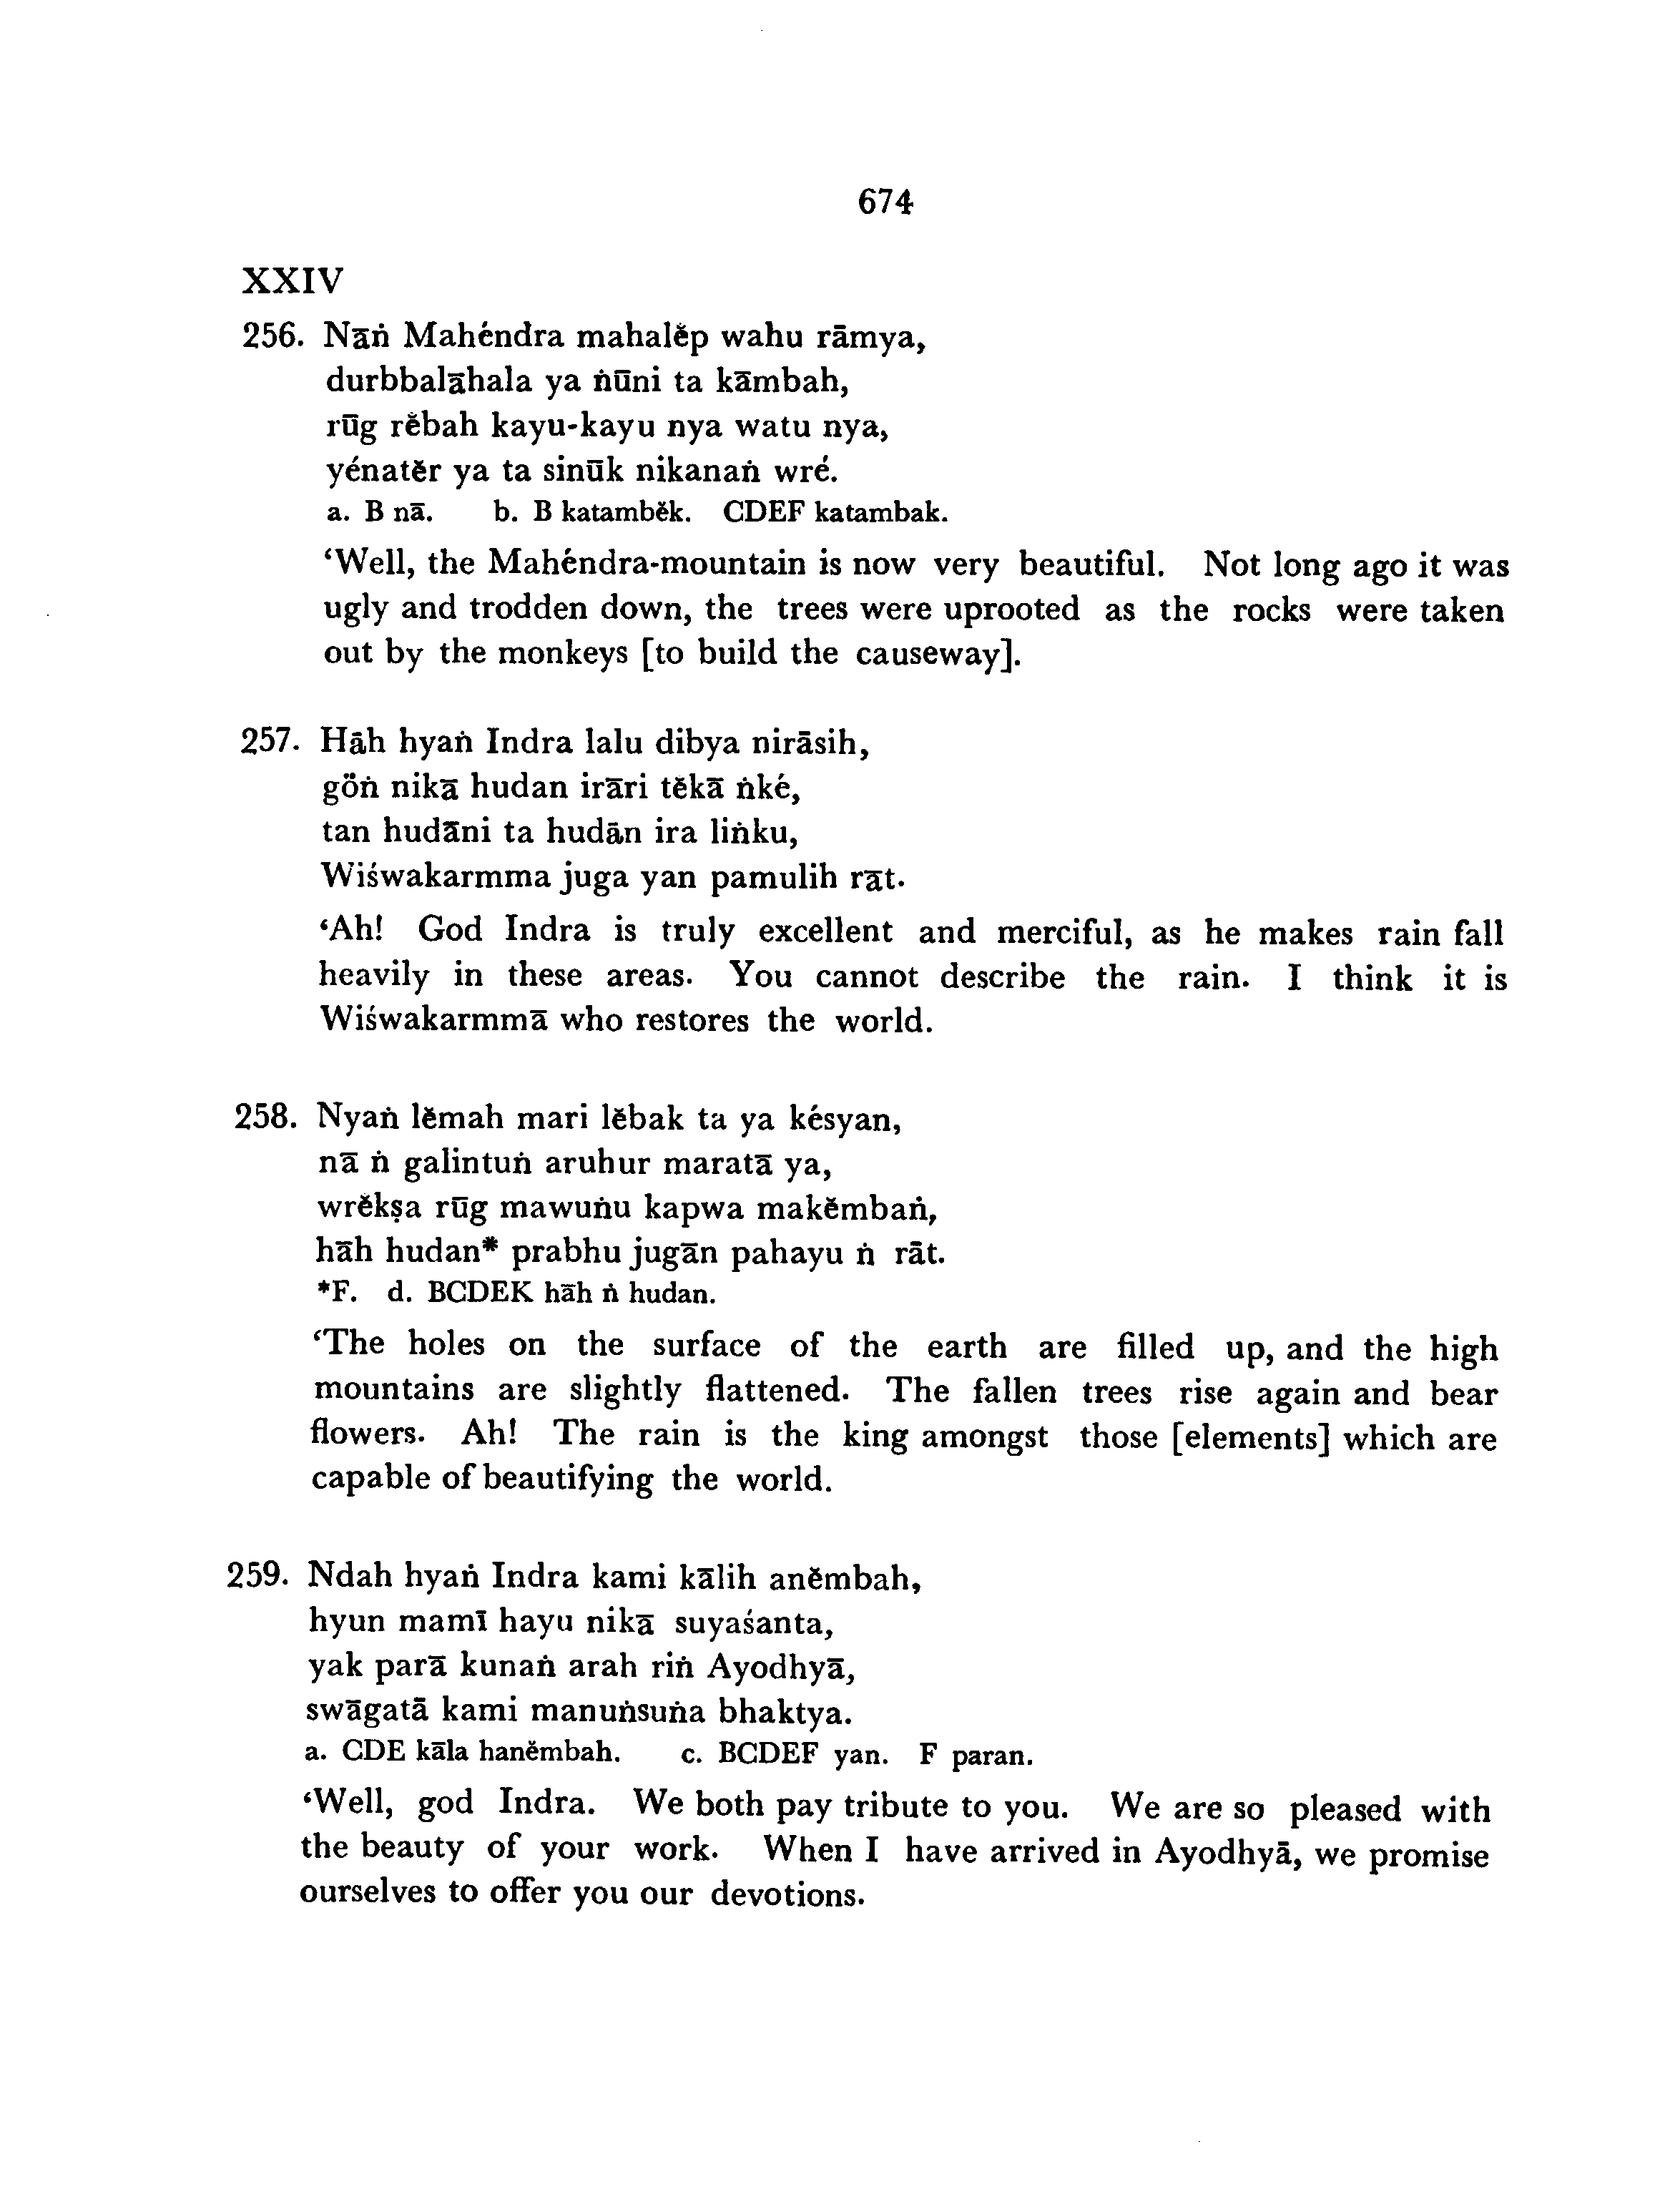 674
XXIV
256. Nāṅ Mahéndra mahalĕp wahu rāmya,
durbbalāhala ya ṅūni ta kāmbah,
rūg rĕbah kayu-kayu nya watu nya,
yénatĕr ya ta sinūk nikanaṅ wré.
a. B nā. b. B katambĕk. CDEF katambak.
‘Well, the Mahéndra-mountain is now very beautiful. Not long ago it was
ugly and trodden down, the trees were uprooted as the rocks were taken
out by the monkeys [to build the causeway].
257. Hāh hyaṅ Indra lalu dibya nirāsih,
göṅ nikā hudan irāri tĕkā ṅké,
tan hudāni ta hudān ira liṅku,
Wiśwakarmma juga yan pamulih rāt.
‘Ah! God Indra is truly excellent and merciful, as he makes rain fall
heavily in these areas. You cannot describe the rain. I think it is
Wiśwakarmmā who restores the world.
258. Nyaṅ lĕmah mari lĕbak ta ya késyan,
nā ṅ galintuṅ aruhur maratā ya,
wrĕkṣa rūg mawuṅu kapwa makĕmbaṅ,
hāh hudan* prabhu jugān pahayu ṅ rāt.
*F. d. BCDEK hāh ṅ hudan.
‘The holes on the surface of the earth are filled up, and the high
mountains are slightly flattened. The fallen trees rise again and bear
flowers. Ah! The rain is the king amongst those [elements] which are
capable of beautifying the world.
259. Ndah hyaṅ Indra kami kālih anĕmbah,
hyun mamī hayu nikā suyaśanta,
yak parā kunaṅ arah riṅ Ayodhyā,
swāgatā kami manuṅsuṅa bhaktya.
a. CDE kāla hanĕmbah. c. BCDEF yan. F paran.
‘Well, god Indra. We both pay tribute to you. We are so pleased with
the beauty of your work. When I have arrived in Ayodhyā, we promise
ourselves to offer you our devotions.